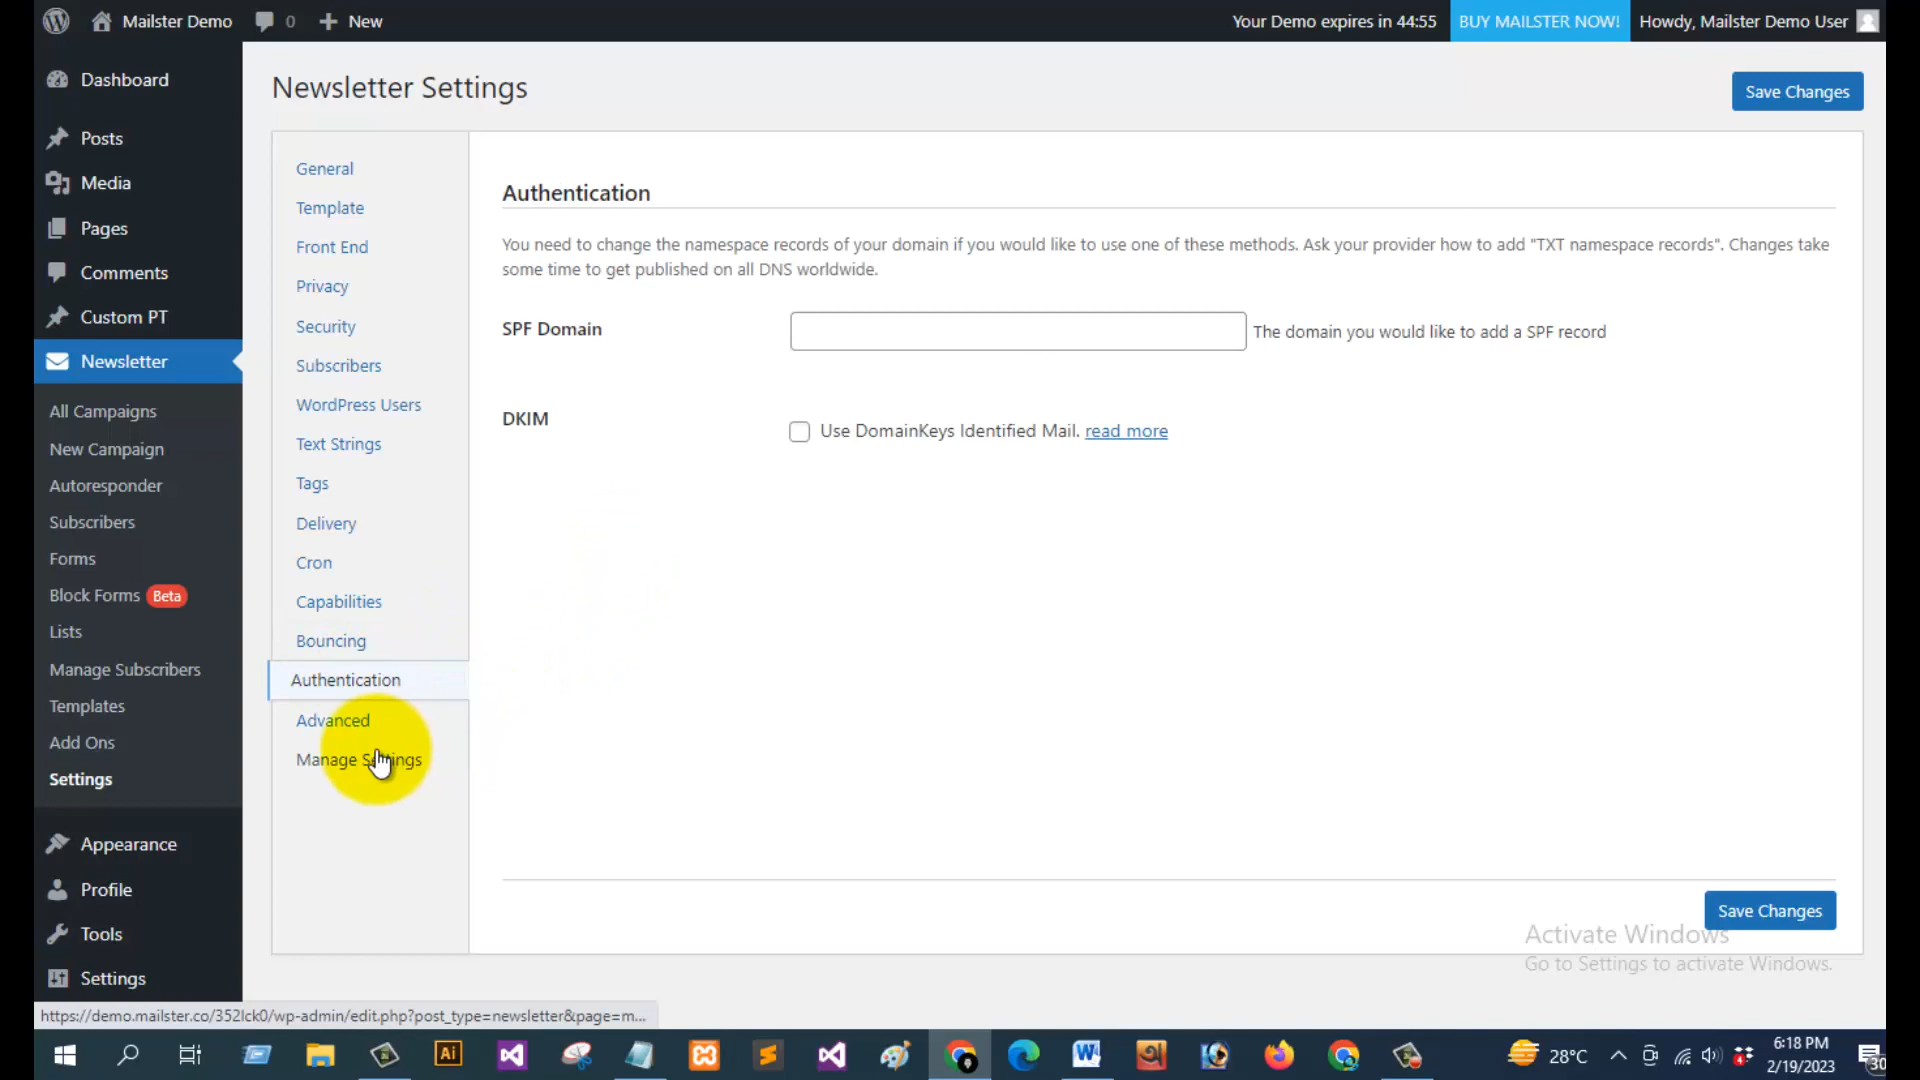 Mailster Demo
0
New
Your Demo expires in 44:55
BUY MAILSTER NOW!
Howdy, Mailster Demo User
Dashboard
Posts
Media
Pages
Comments
Custom PT
Newsletter
All Campaigns
New Campaign
Autoresponder
Subscribers
Forms
Block Forms Beta
Lists
Manage Subscribers
Templates
Add Ons
Settings
Appearance
Profile
Tools
Settings
Newsletter Settings
Save Changes
General
Template
Front End
Privacy
Security
Subscribers
WordPress Users
Text Strings
Tags
Delivery
Cron
Capabilities
Bouncing
Authentication
Advanced
Manage Settings
Authentication
You need to change the namespace records of your domain if you would like to use one of these methods. Ask your provider how to add "TXT namespace records". Changes take
some time to get published on all DNS worldwide.
SPF Domain
The domain you would like to add a SPF record
DKIM
Use DomainKeys Identified Mail. read more
Save Changes
Activate Windows
Go to Settings to activate Windows.
https://demo.mailster.co/352lck0/wp-admin/edit.php?post_type=newsletter&page=m...
Ai
28°C
6:18 PM
2/19/2023
30